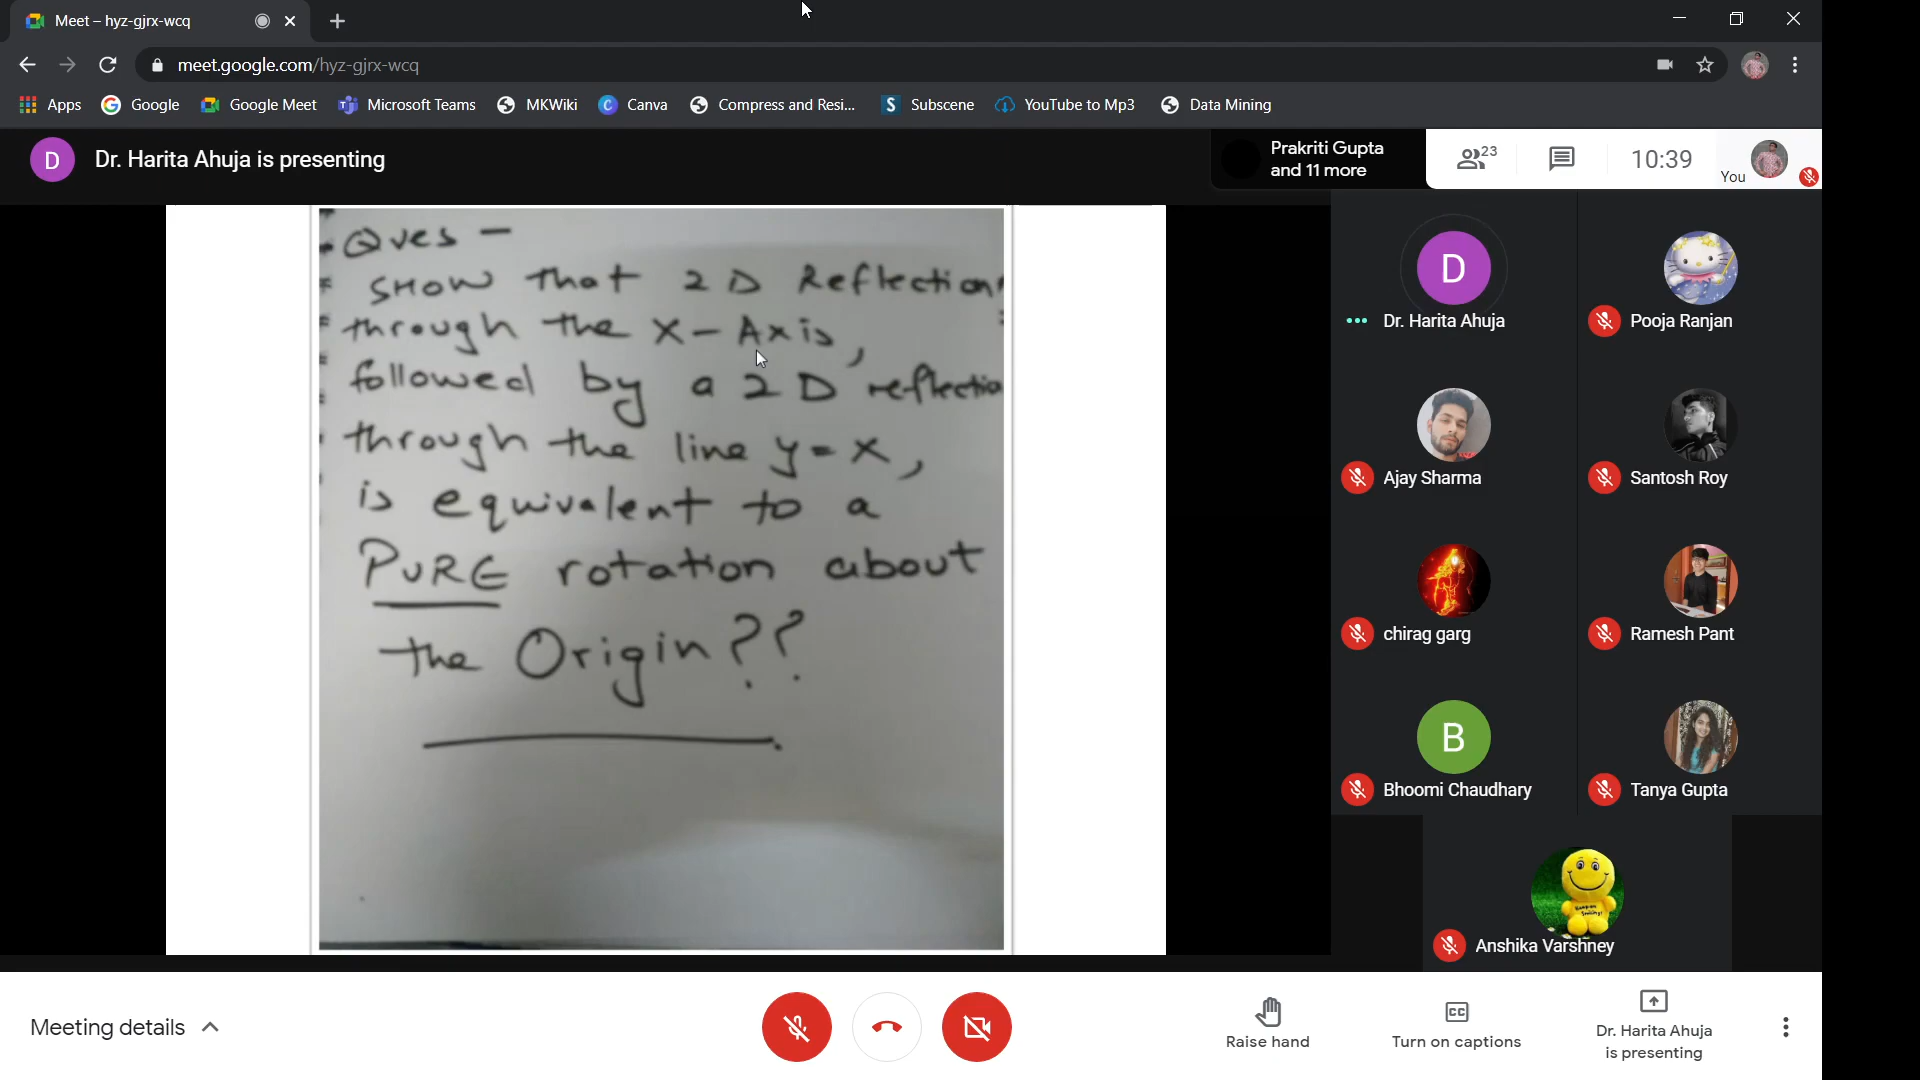 Meet – hyz-gjrx-wcq
meet.google.com/hyz-gjrx-wcq
Apps Google Google Meet Microsoft Teams MKWiki Canva Compress and Resi... Subscene YouTube to Mp3 Data Mining
D Dr. Harita Ahuja is presenting
Prakriti Gupta
and 11 more
23
10:39
You
Ques –
SHOW that 2D Reflection
through the X – Axis,
followed by a 2D reflectio
through the line y = x,
is equivalent to a
PURE rotation about
the Origin??
D
Dr. Harita Ahuja
Pooja Ranjan
Ajay Sharma
Santosh Roy
chirag garg
Ramesh Pant
B
Bhoomi Chaudhary
Tanya Gupta
Anshika Varshney
Meeting details
Raise hand
CC
Turn on captions
Dr. Harita Ahuja
is presenting